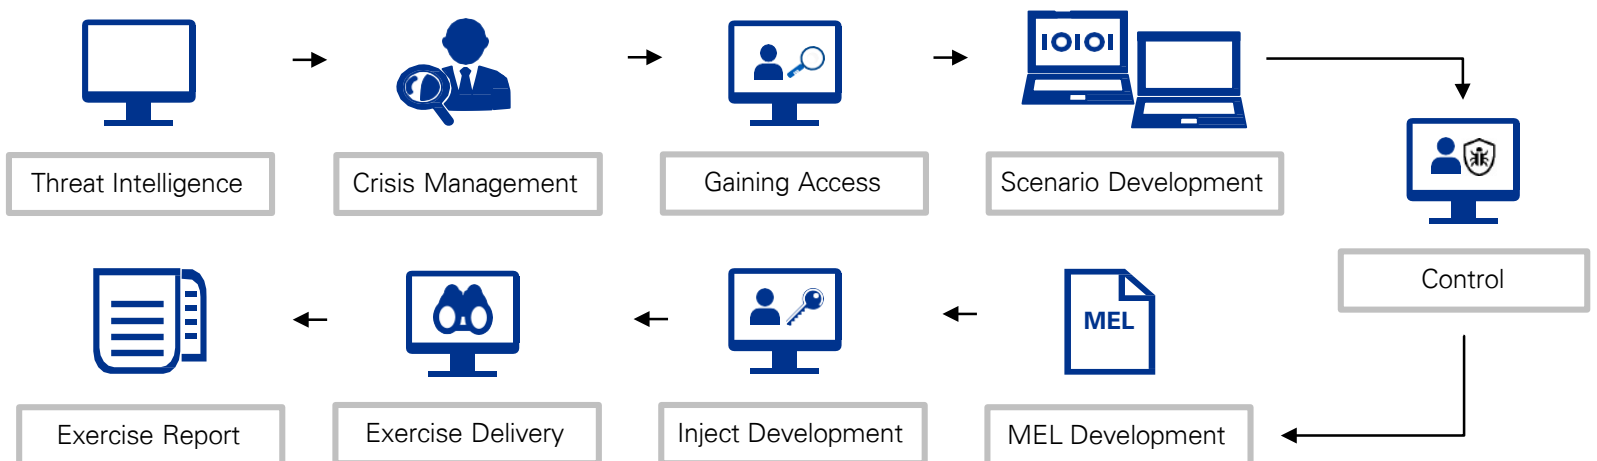 IOIOI
Threat Intelligence
Crisis Management
Gaining Access
Scenario Development
Control
MEL
Exercise Report
Exercise Delivery
Inject Development
MEL Development